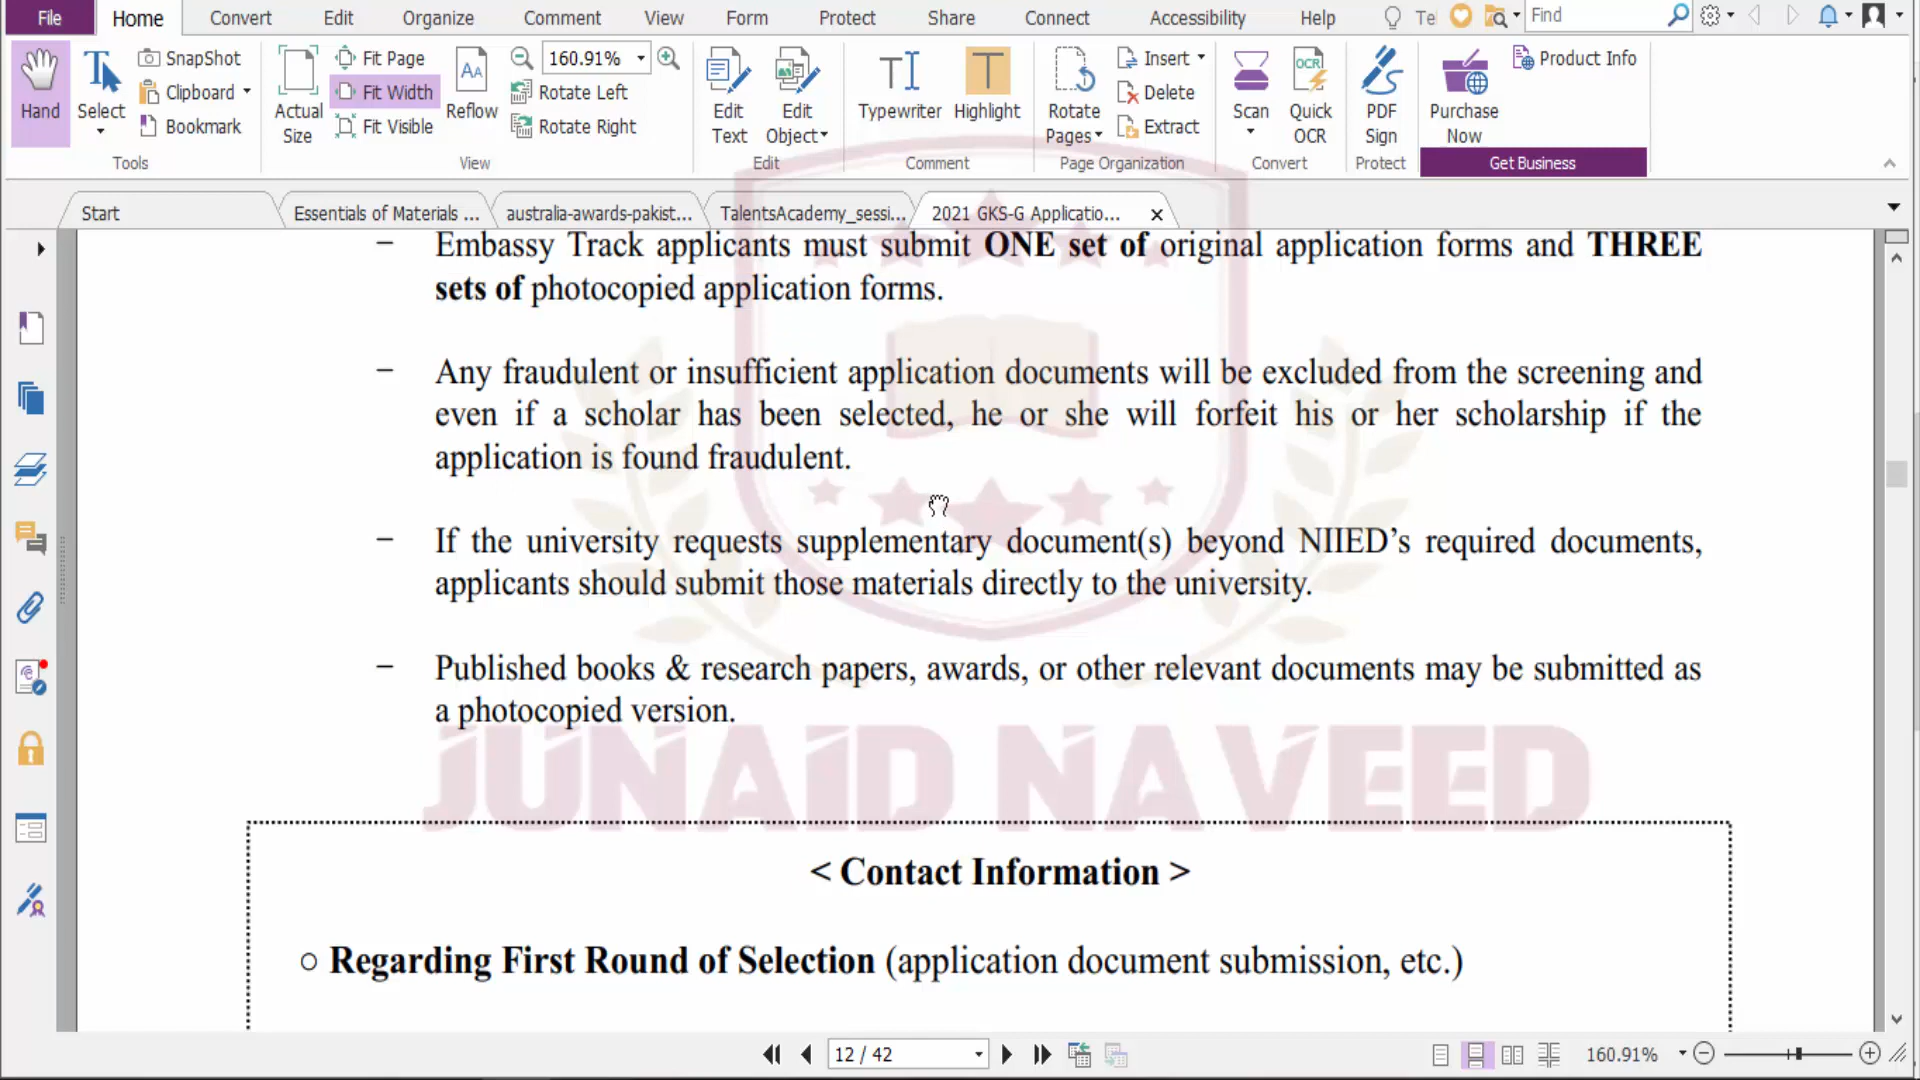 File Home Convert Edit Organize Comment View Form Protect Share Connect Accessibility Help Tel Find
Hand Select SnapShot Clipboard Bookmark Actual Size Fit Page Fit Width Fit Visible Reflow 160.91% Rotate Left Rotate Right Edit Text Edit Object Typewriter Highlight Rotate Pages Insert Delete Extract Scan Quick OCR PDF Sign Purchase Now Product Info
Tools View Edit Comment Page Organization Convert Protect Get Business
Start Essentials of Materials ... australia-awards-pakist... TalentsAcademy_sessi... 2021 GKS-G Applicatio...
– Embassy Track applicants must submit ONE set of original application forms and THREE
sets of photocopied application forms.
– Any fraudulent or insufficient application documents will be excluded from the screening and
even if a scholar has been selected, he or she will forfeit his or her scholarship if the
application is found fraudulent.
– If the university requests supplementary document(s) beyond NIIED's required documents,
applicants should submit those materials directly to the university.
– Published books & research papers, awards, or other relevant documents may be submitted as
a photocopied version.
JUNAID NAVEED
< Contact Information >
○ Regarding First Round of Selection (application document submission, etc.)
12 / 42 160.91%